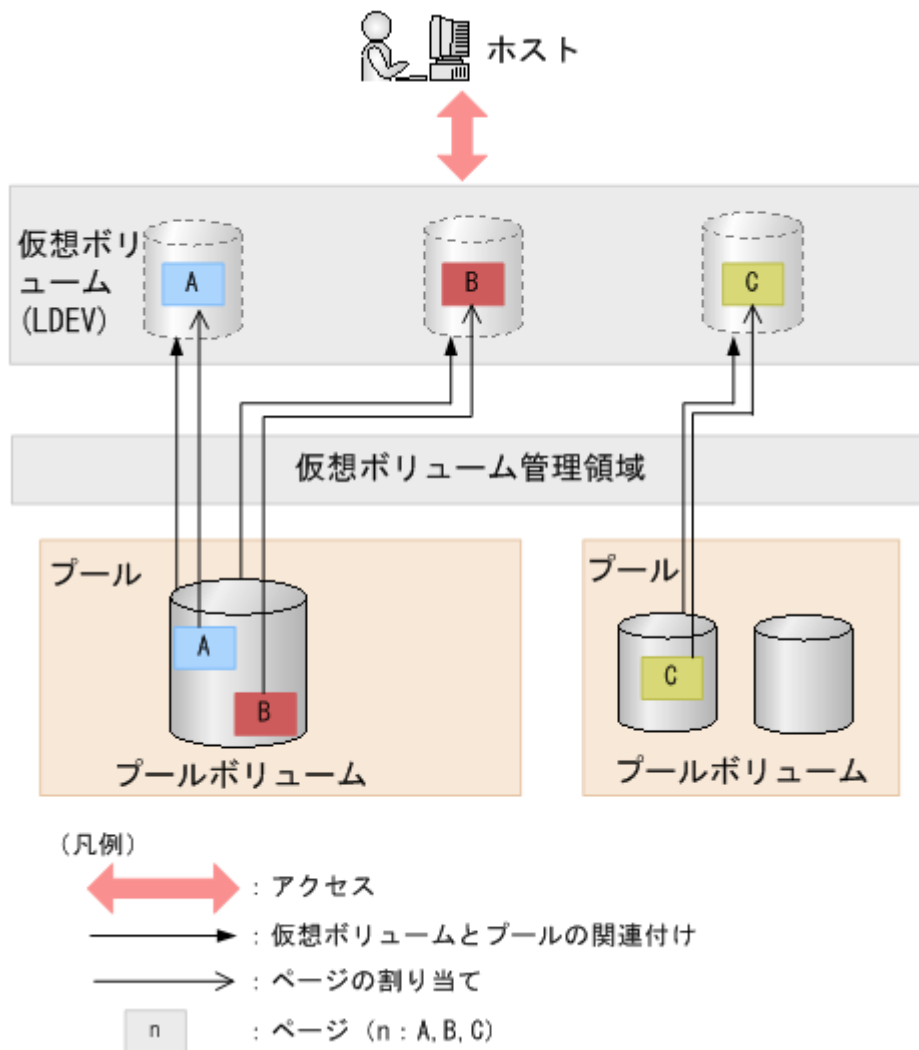 ホスト
仮想ボリ
ューム
(LDEV)
A
B
C
仮想ボリューム管理領域
プール
プール
A
B
C
プールボリューム
プールボリューム
(凡例)
: アクセス
: 仮想ボリュームとプールの関連付け
: ページの割り当て
n
: ページ (n : A, B, C)